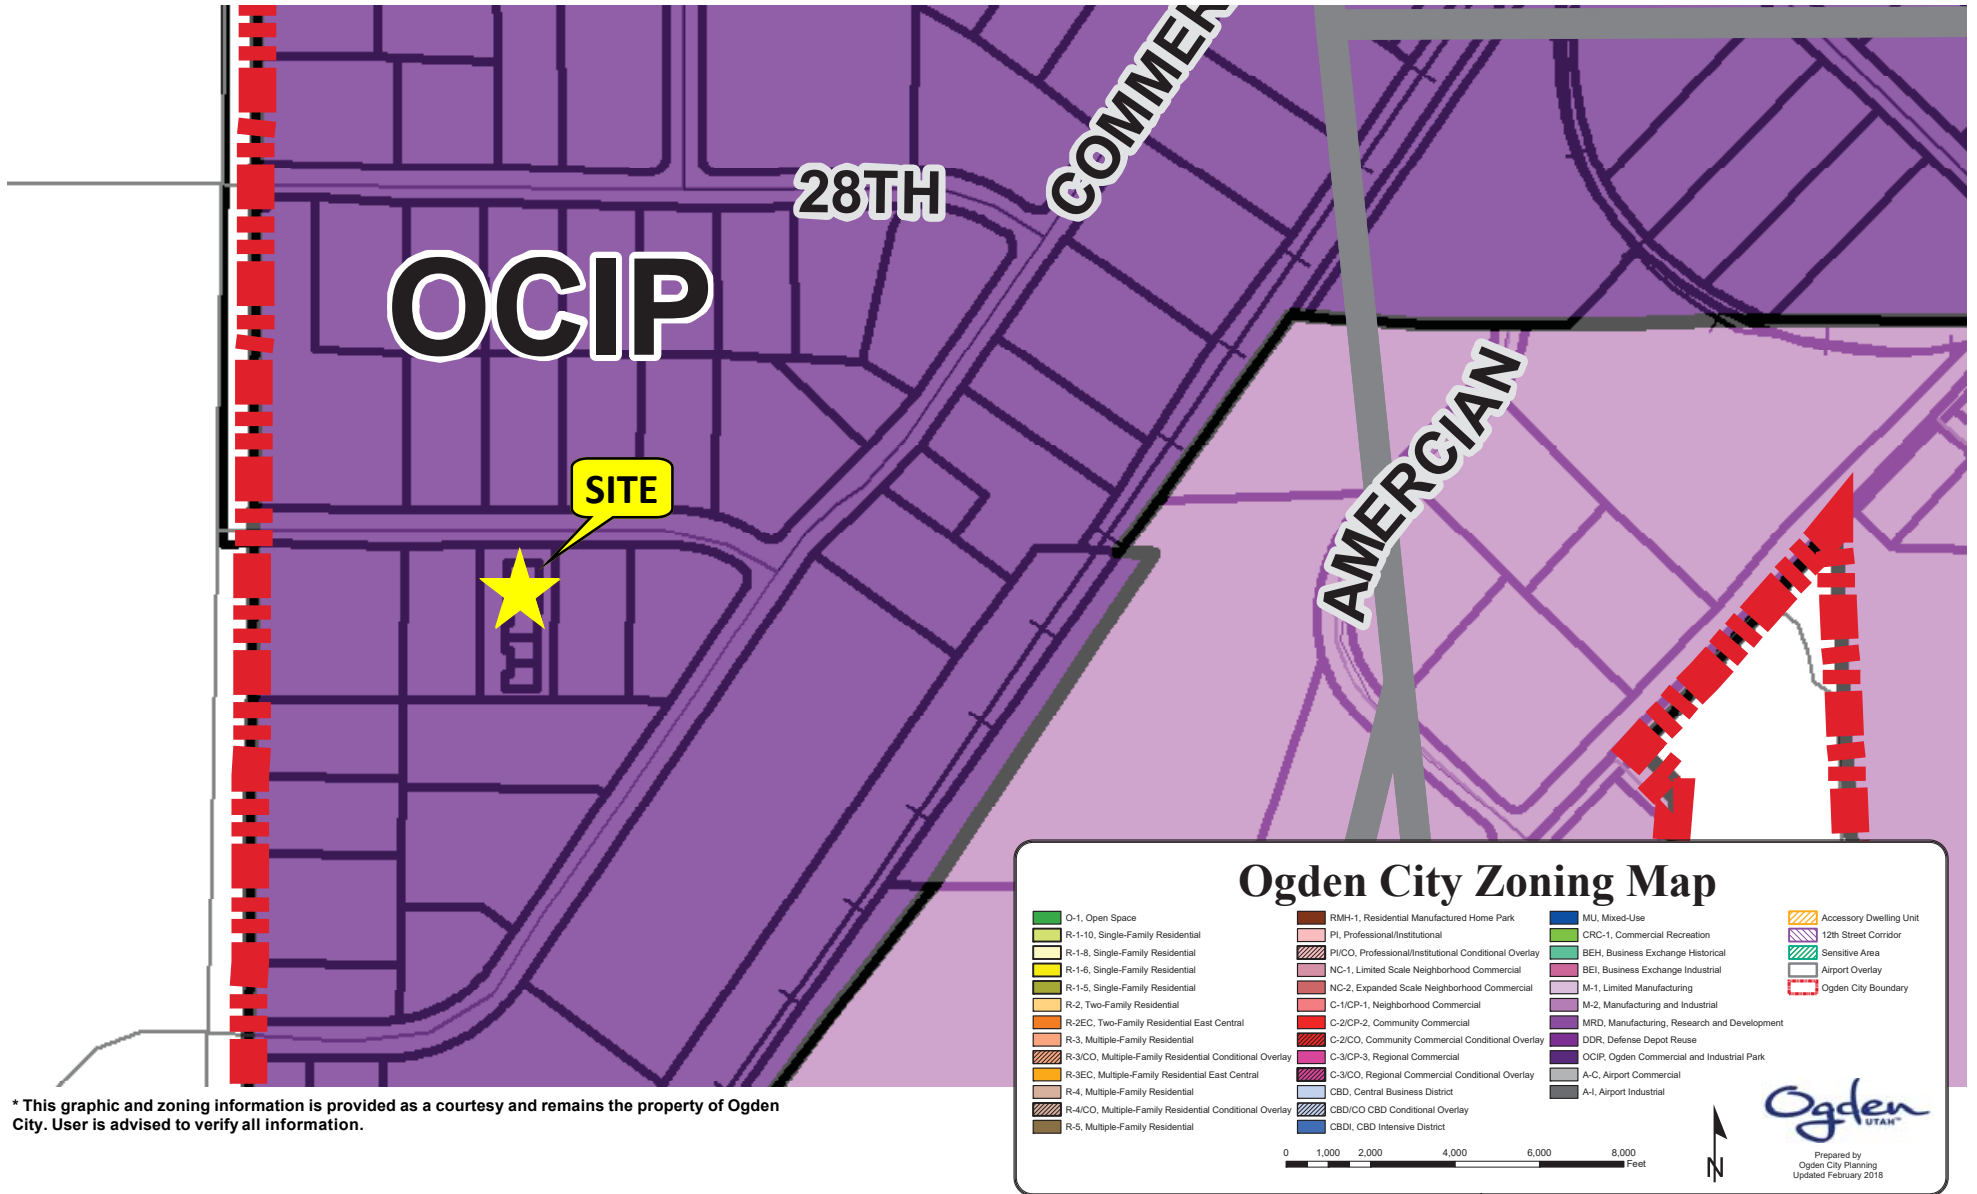 COMMER
28TH
OCIP
AMERCIAN
SITE
Ogden City Zoning Map
O-1, Open Space
R-1-10, Single-Family Residential
R-1-8, Single-Family Residential
R-1-6, Single-Family Residential
R-1-5, Single-Family Residential
R-2, Two-Family Residential
R-2EC, Two-Family Residential East Central
R-3, Multiple-Family Residential
R-3/CO, Multiple-Family Residential Conditional Overlay
R-3EC, Multiple-Family Residential East Central
R-4, Multiple-Family Residential
R-4/CO, Multiple-Family Residential Conditional Overlay
R-5, Multiple-Family Residential
RMH-1, Residential Manufactured Home Park
PI, Professional/Institutional
PI/CO, Professional/Institutional Conditional Overlay
NC-1, Limited Scale Neighborhood Commercial
NC-2, Expanded Scale Neighborhood Commercial
C-1/CP-1, Neighborhood Commercial
C-2/CP-2, Community Commercial
C-2/CO, Community Commercial Conditional Overlay
C-3/CP-3, Regional Commercial
C-3/CO, Regional Commercial Conditional Overlay
CBD, Central Business District
CBD/CO CBD Conditional Overlay
CBDI, CBD Intensive District
MU, Mixed-Use
CRC-1, Commercial Recreation
BEH, Business Exchange Historical
BEI, Business Exchange Industrial
M-1, Limited Manufacturing
M-2, Manufacturing and Industrial
MRD, Manufacturing, Research and Development
DDR, Defense Depot Reuse
OCIP, Ogden Commercial and Industrial Park
A-C, Airport Commercial
A-I, Airport Industrial
Accessory Dwelling Unit
12th Street Corridor
Sensitive Area
Airport Overlay
Ogden City Boundary
0 1,000 2,000 4,000 6,000 8,000
Feet
N
Ogden
UTAH™
Prepared by
Ogden City Planning
Updated February 2018
* This graphic and zoning information is provided as a courtesy and remains the property of Ogden
City. User is advised to verify all information.